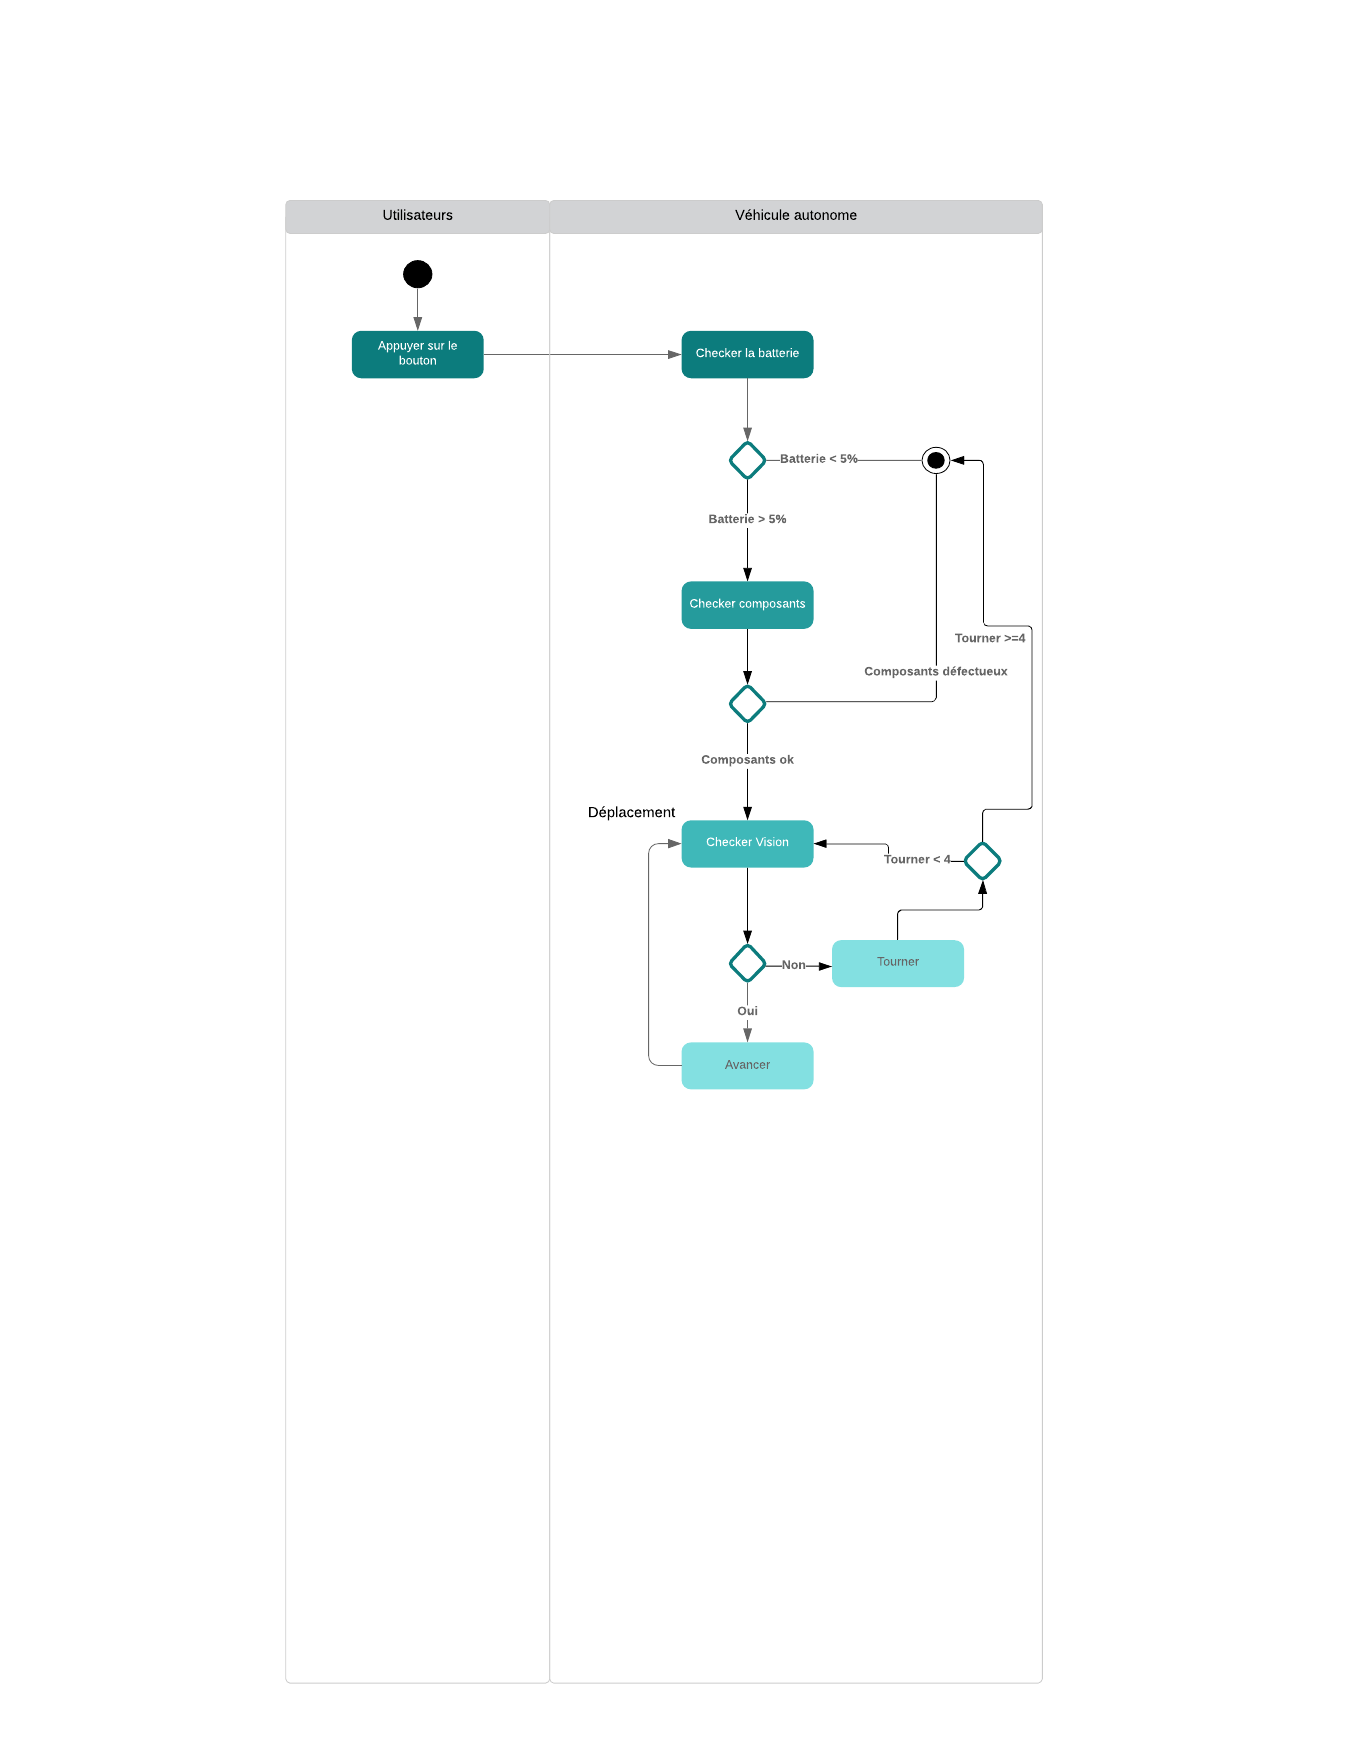 Utilisateurs
Véhicule autonome
Appuyer sur le
bouton
Checker la batterie
Batterie < 5%
Batterie > 5%
Checker composants
Tourner >=4
Composants défectueux
Composants ok
Déplacement
Checker Vision
Tourner < 4
Non
Tourner
Oui
Avancer